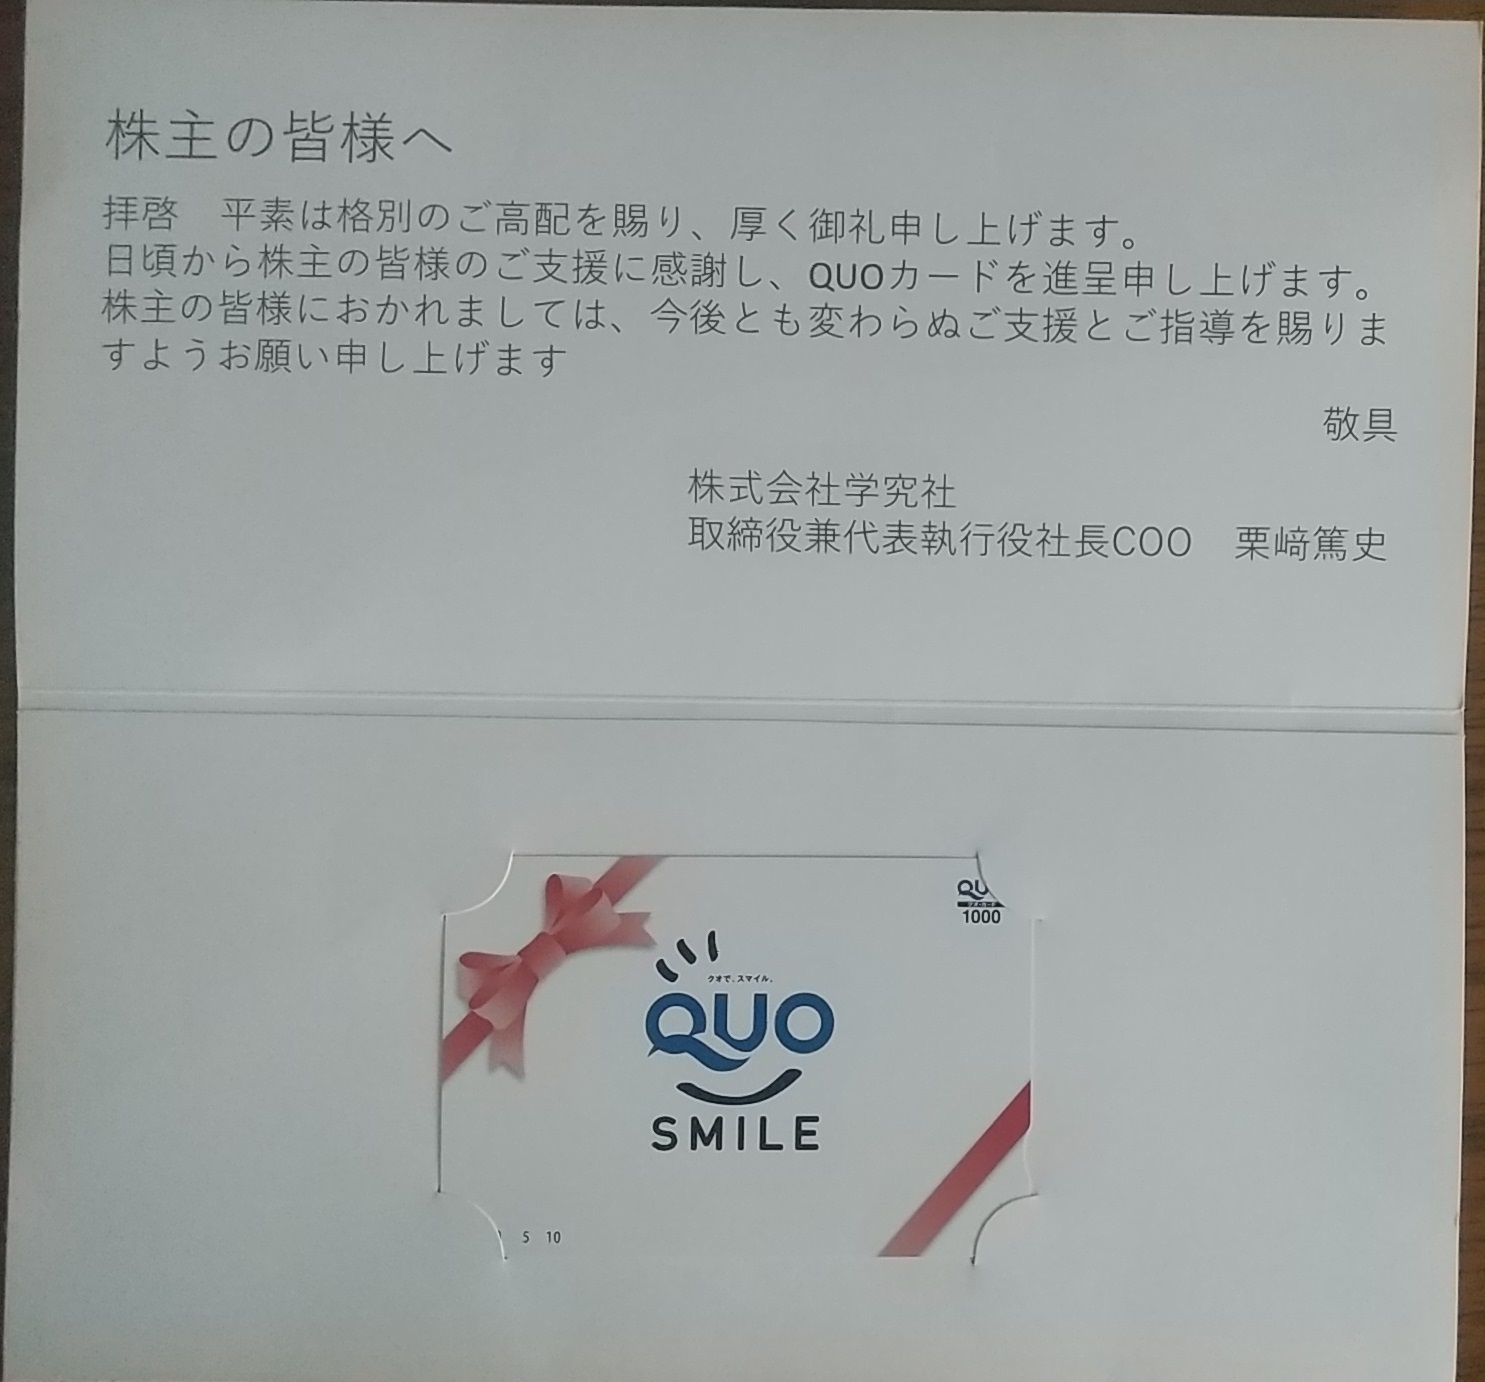 株主の皆様へ
拝啓　平素は格別のご高配を賜り、厚く御礼申し上げます。
日頃から株主の皆様のご支援に感謝し、QUOカードを進呈申し上げます。
株主の皆様におかれましては、今後とも変わらぬご支援とご指導を賜りま
すようお願い申し上げます
敬具
株式会社学究社
取締役兼代表執行役社長COO　栗﨑篤史
1000
クオで、スマイル。
QUO
SMILE
5 10